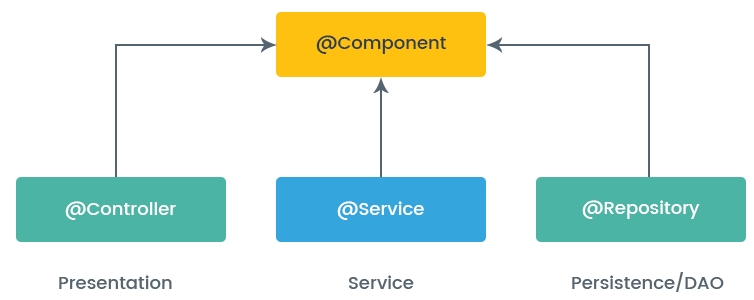 @Component
@Controller
@Service
@Repository
Presentation
Service
Persistence/DAO